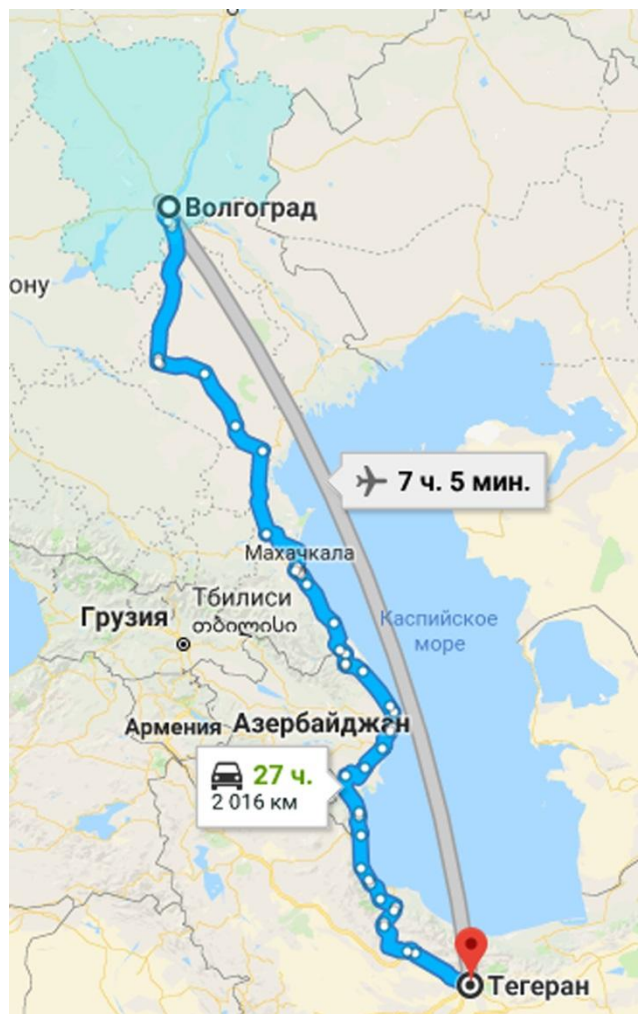 Волгоград
ону
7 ч. 5 мин.
Махачкала
Тбилиси
თბილისი
Грузия
Каспийское
море
Армения
Азербайджан
27 ч.
2 016 км
Тегеран